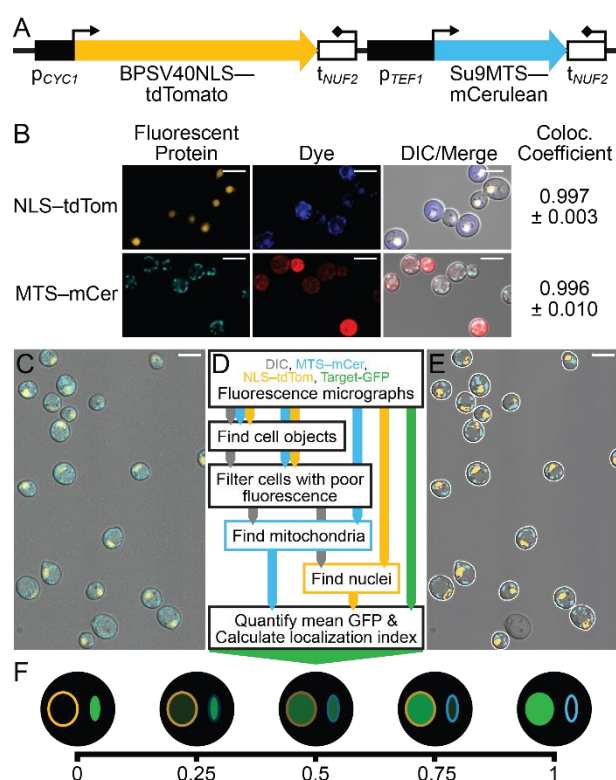 A
pCYC1
BPSV40NLS—
tdTomato
tNUF2
pTEF1
Su9MTS—
mCerulean
tNUF2
B
Fluorescent
Protein
Dye
DIC/Merge
Coloc.
Coefficient
NLS–tdTom
0.997
± 0.003
MTS–mCer
0.996
± 0.010
C
D
DIC, MTS–mCer,
NLS–tdTom, Target-GFP
Fluorescence micrographs
Find cell objects
Filter cells with poor
fluorescence
Find mitochondria
Find nuclei
Quantify mean GFP &
Calculate localization index
E
F
0
0.25
0.5
0.75
1